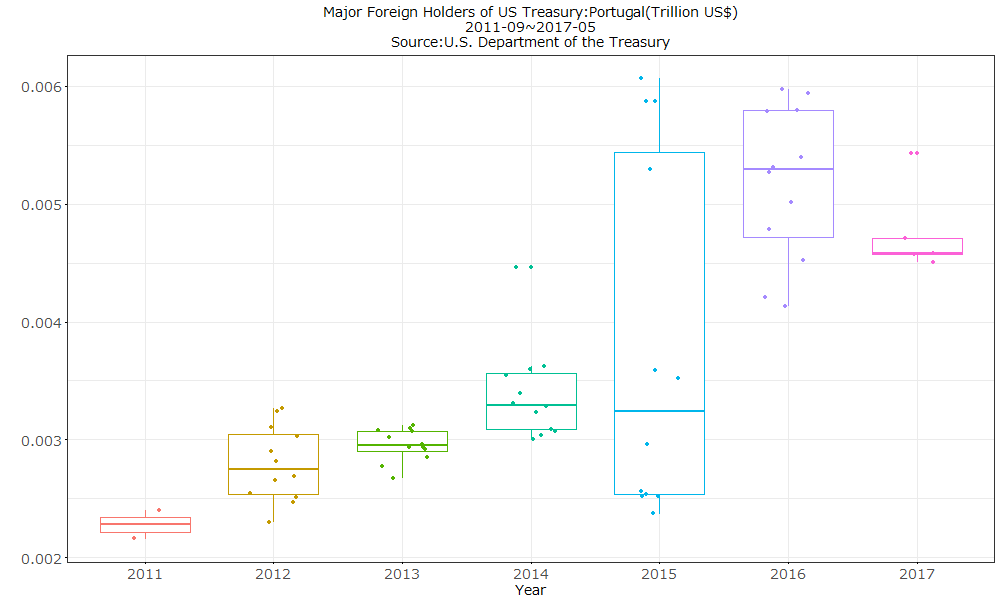 Major Foreign Holders of US Treasury:Portugal(Trillion US$)
2011-09~2017-05
Source:U.S. Department of the Treasury
0.006
0.005
0.004
0.003
0.002
2011 2012 2013 2014 2015 2016 2017
Year